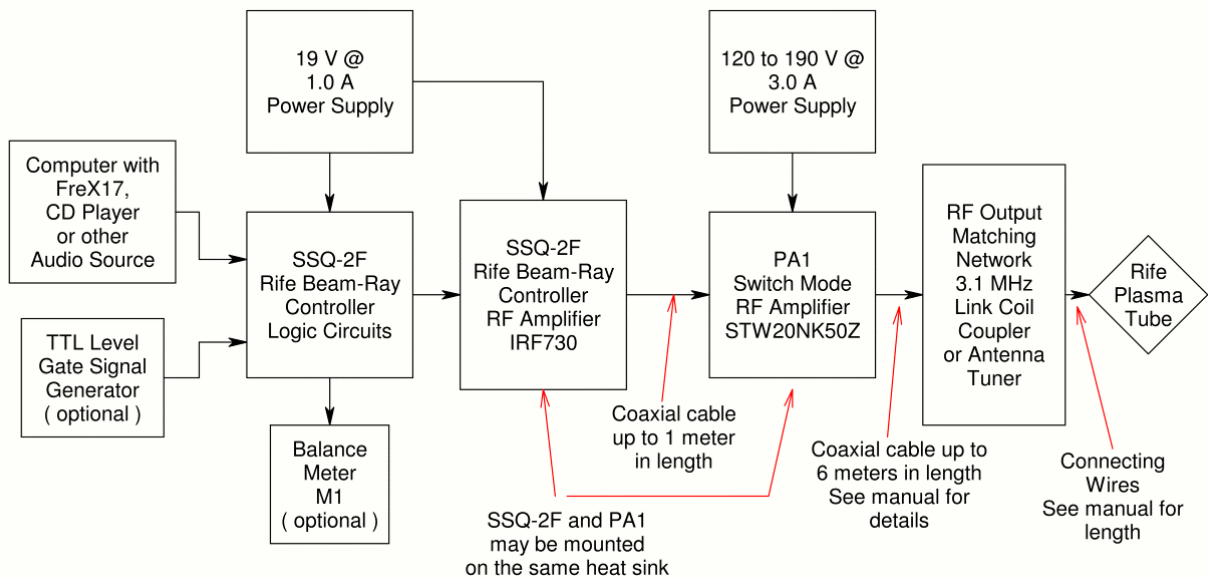 19 V @
1.0 A
Power Supply
120 to 190 V @
3.0 A
Power Supply
Computer with
FreX17,
CD Player
or other
Audio Source
SSQ-2F
Rife Beam-Ray
Controller
Logic Circuits
SSQ-2F
Rife Beam-Ray
Controller
RF Amplifier
IRF730
PA1
Switch Mode
RF Amplifier
STW20NK50Z
RF Output
Matching
Network
3.1 MHz
Link Coil
Coupler
or Antenna
Tuner
Rife
Plasma
Tube
TTL Level
Gate Signal
Generator
( optional )
Balance
Meter
M1
( optional )
Coaxial cable
up to 1 meter
in length
Coaxial cable up to
6 meters in length
See manual for
details
Connecting
Wires
See manual for
length
SSQ-2F and PA1
may be mounted
on the same heat sink